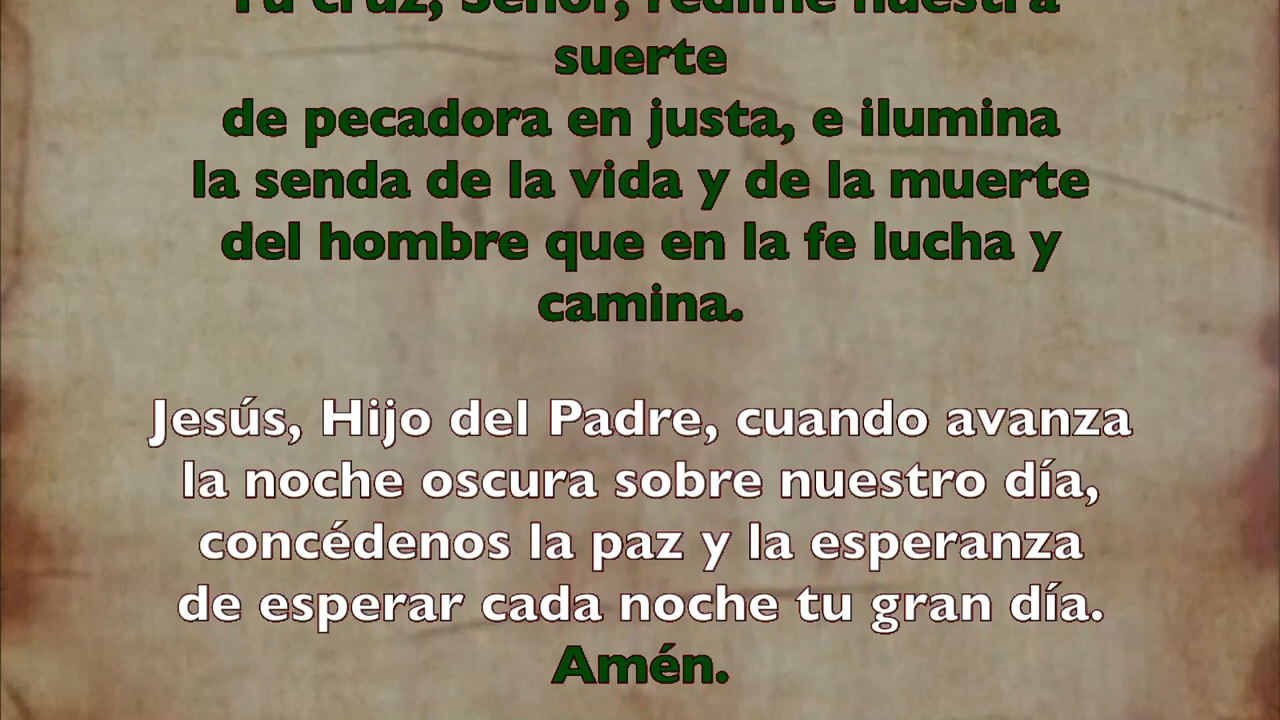 Tu cruz, Señor, redime nuestra
suerte
de pecadora en justa, e ilumina
la senda de la vida y de la muerte
del hombre que en la fe lucha y
camina.
Jesús, Hijo del Padre, cuando avanza
la noche oscura sobre nuestro día,
concédenos la paz y la esperanza
de esperar cada noche tu gran día.
Amén.